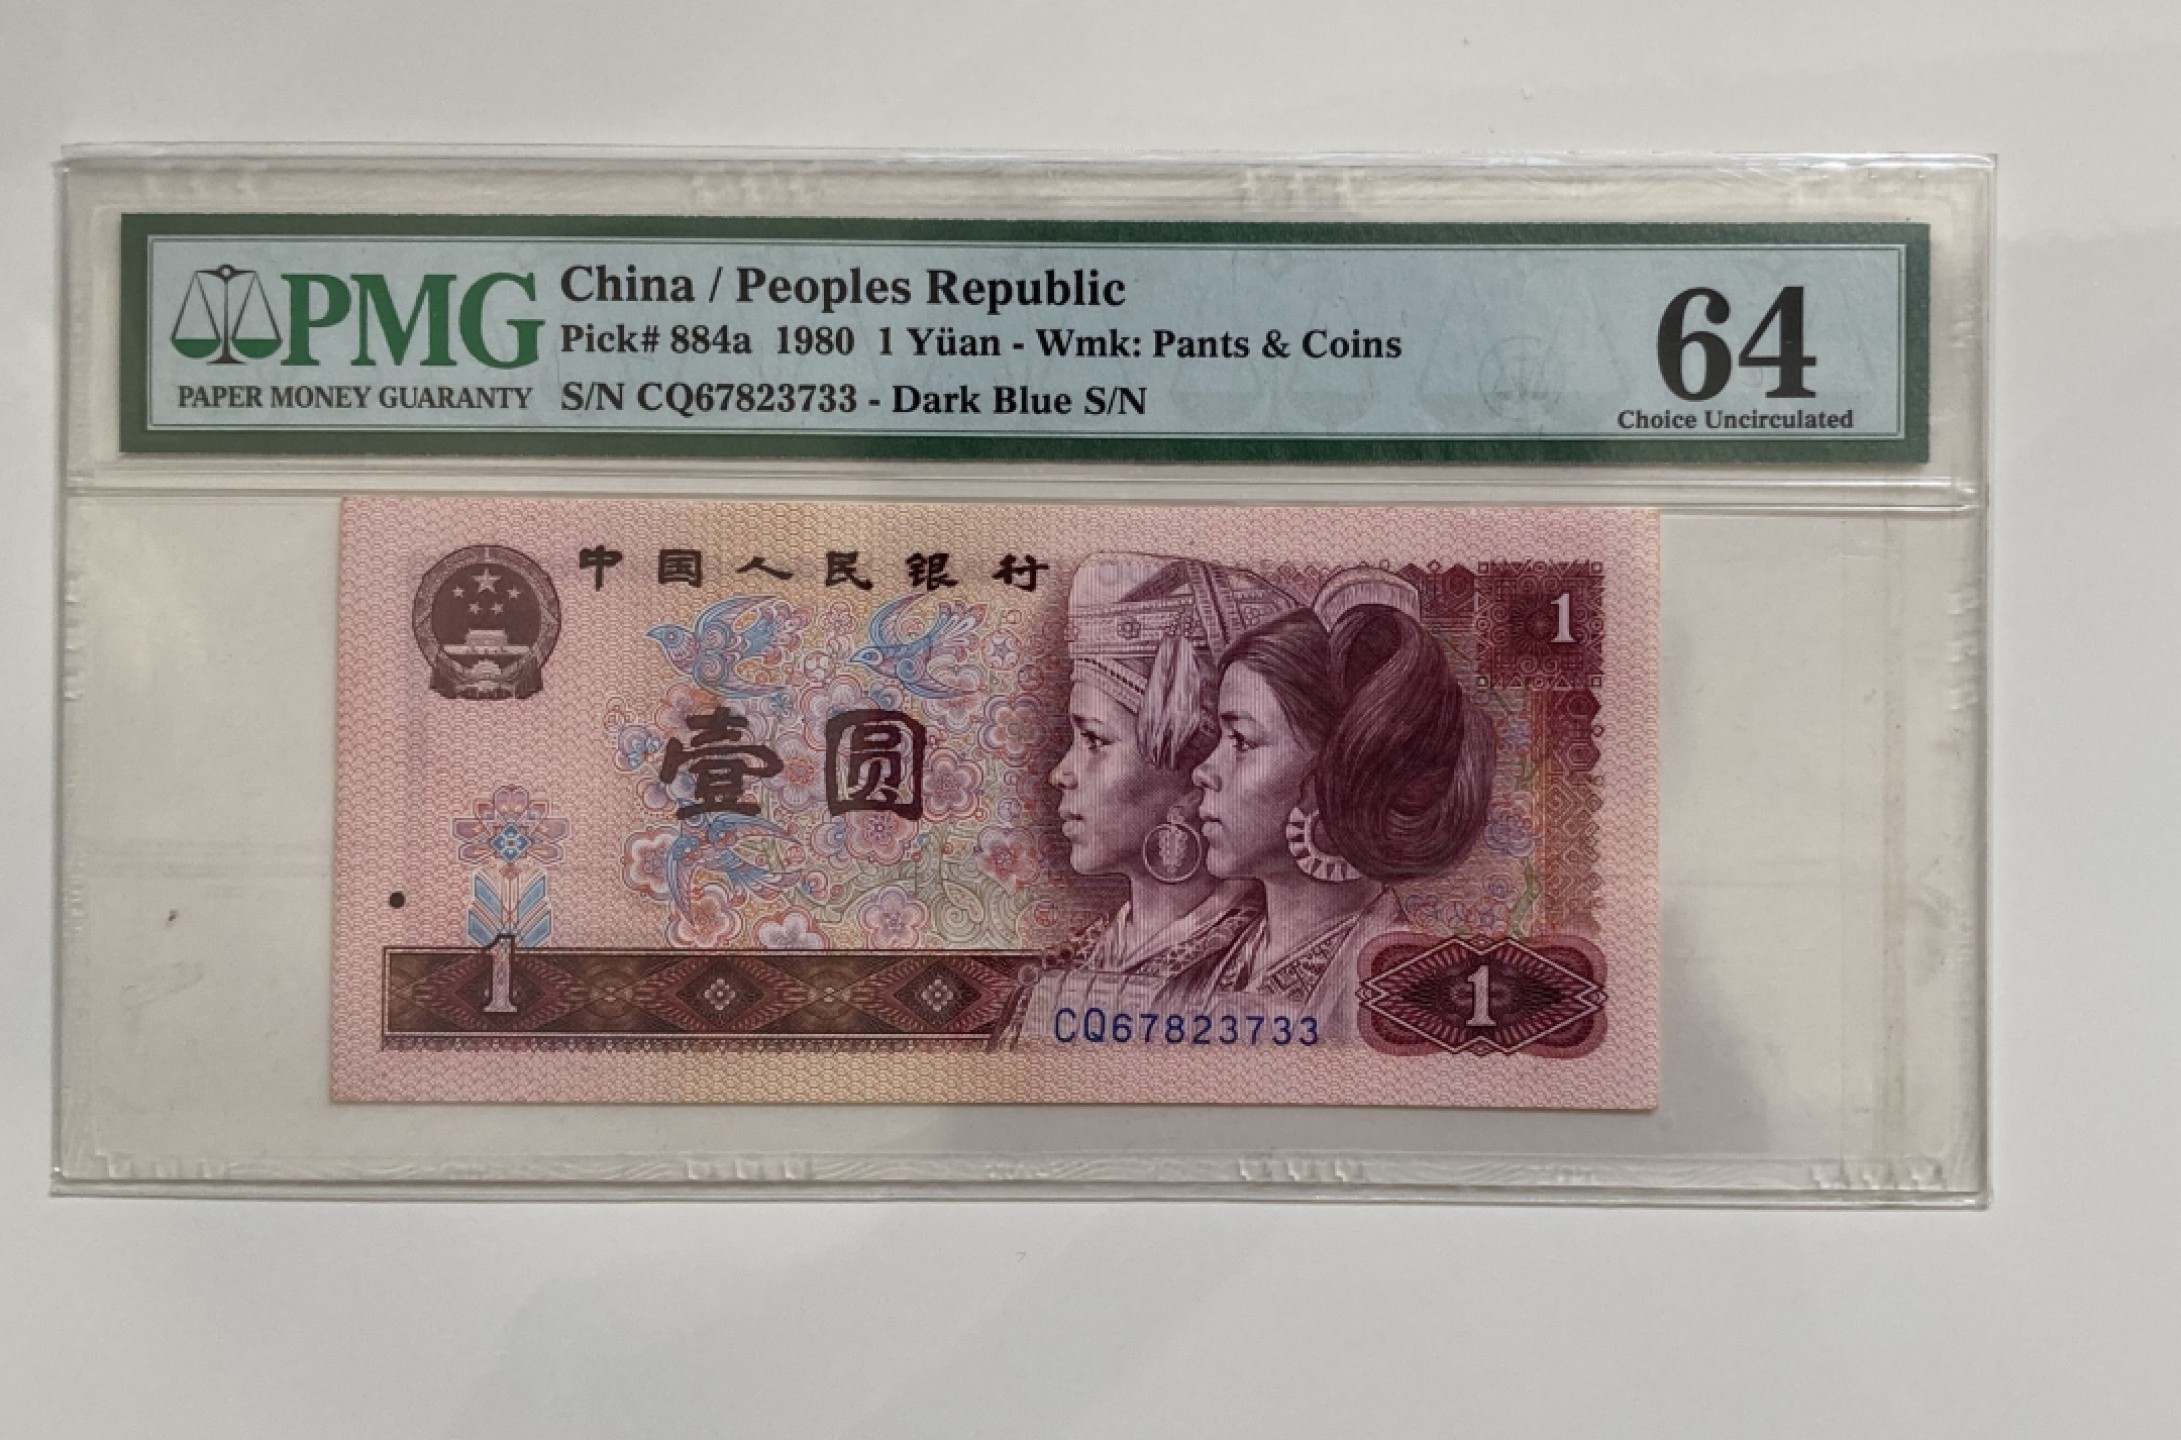 PMG
PAPER MONEY GUARANTY
China / Peoples Republic
Pick# 884a 1980 1 Yüan - Wmk: Pants & Coins
S/N CQ67823733 - Dark Blue S/N
64
Choice Uncirculated
中国人民银行
1
壹圆
1
CQ67823733
1